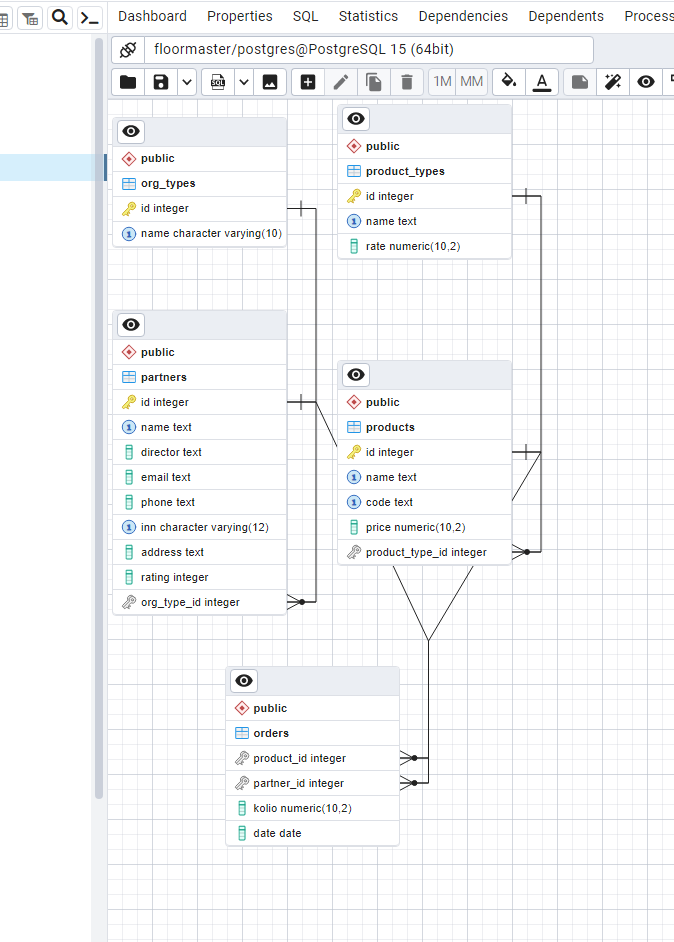 Dashboard Properties SQL Statistics Dependencies Dependents Process
floormaster/postgres@PostgreSQL 15 (64bit)
SQL 1M MM A
public
org_types
id integer
name character varying(10)
public
product_types
id integer
name text
rate numeric(10,2)
public
partners
id integer
name text
director text
email text
phone text
inn character varying(12)
address text
rating integer
org_type_id integer
public
products
id integer
name text
code text
price numeric(10,2)
product_type_id integer
public
orders
product_id integer
partner_id integer
kolio numeric(10,2)
date date